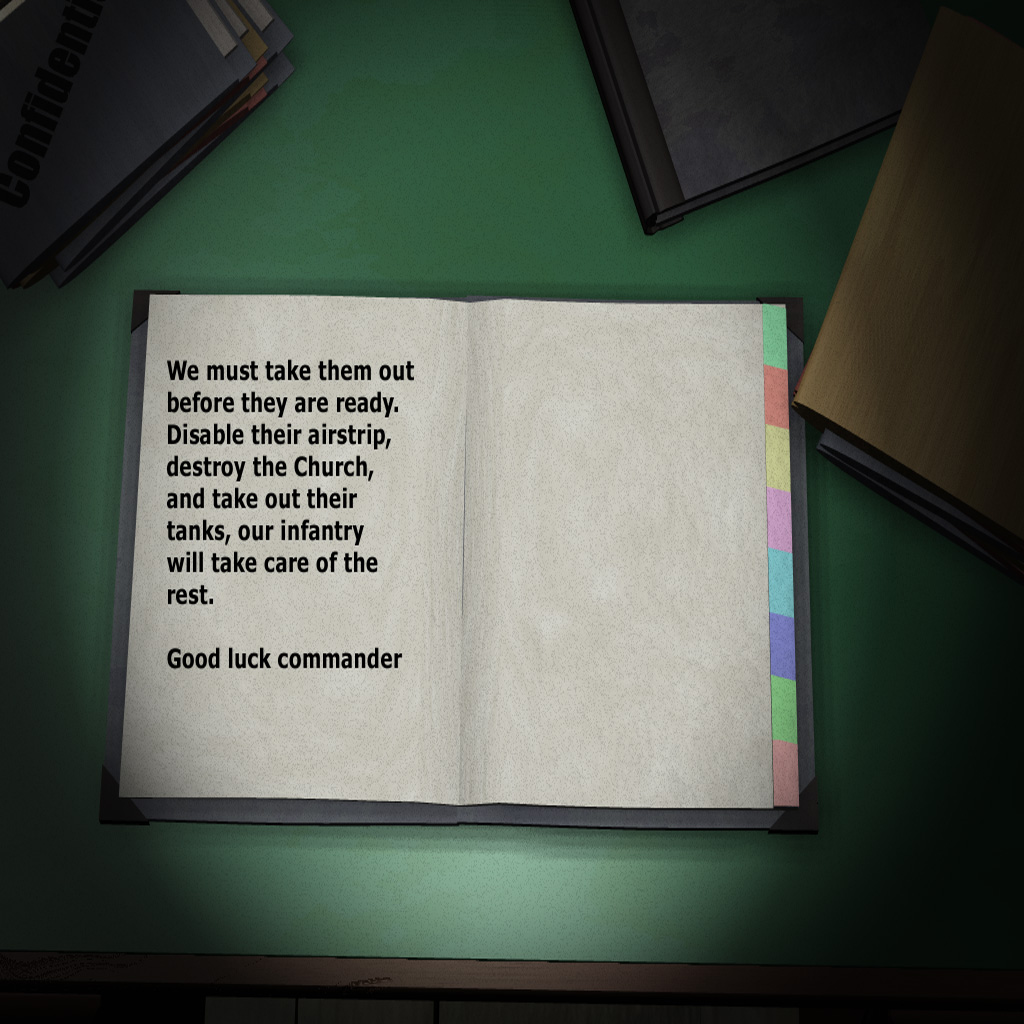 Confidenti
We must take them out
before they are ready.
Disable their airstrip,
destroy the Church,
and take out their
tanks, our infantry
will take care of the
rest.
Good luck commander